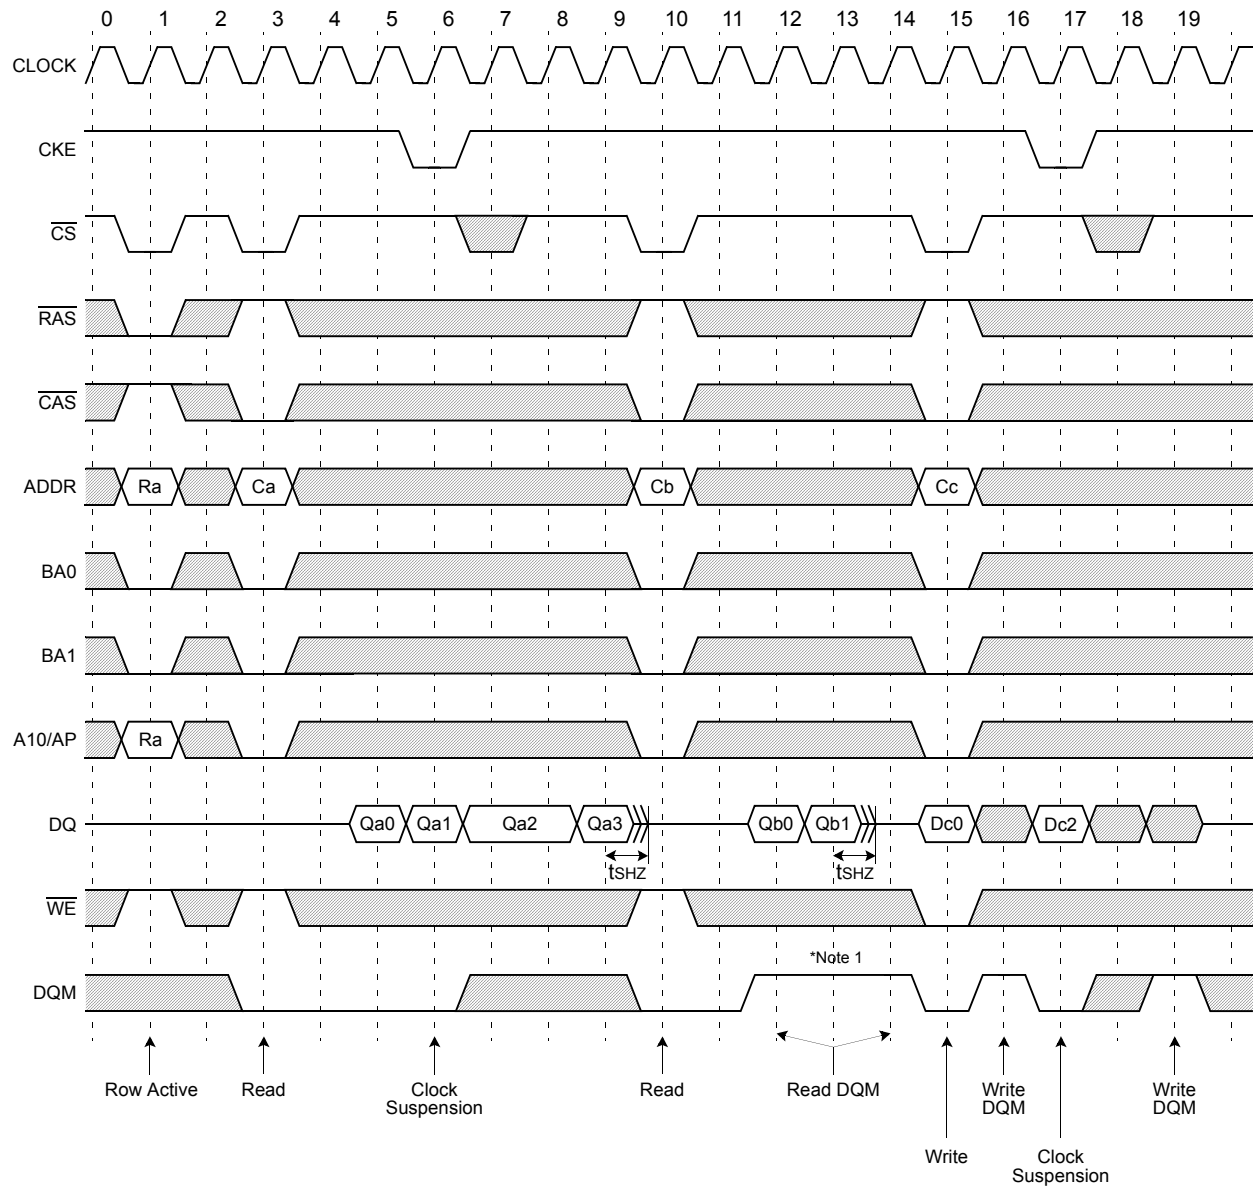 0 1 2 3 4 5 6 7 8 9 10 11 12 13 14 15 16 17 18 19
CLOCK
CKE
CS
RAS
CAS
ADDR Ra Ca Cb Cc
BA0
BA1
A10/AP Ra
DQ Qa0 Qa1 Qa2 Qa3 Qb0 Qb1 Dc0 Dc2
tSHZ tSHZ
WE
*Note 1
DQM
Row Active Read Clock Suspension Read Read DQM Write DQM Write DQM
Write Clock Suspension